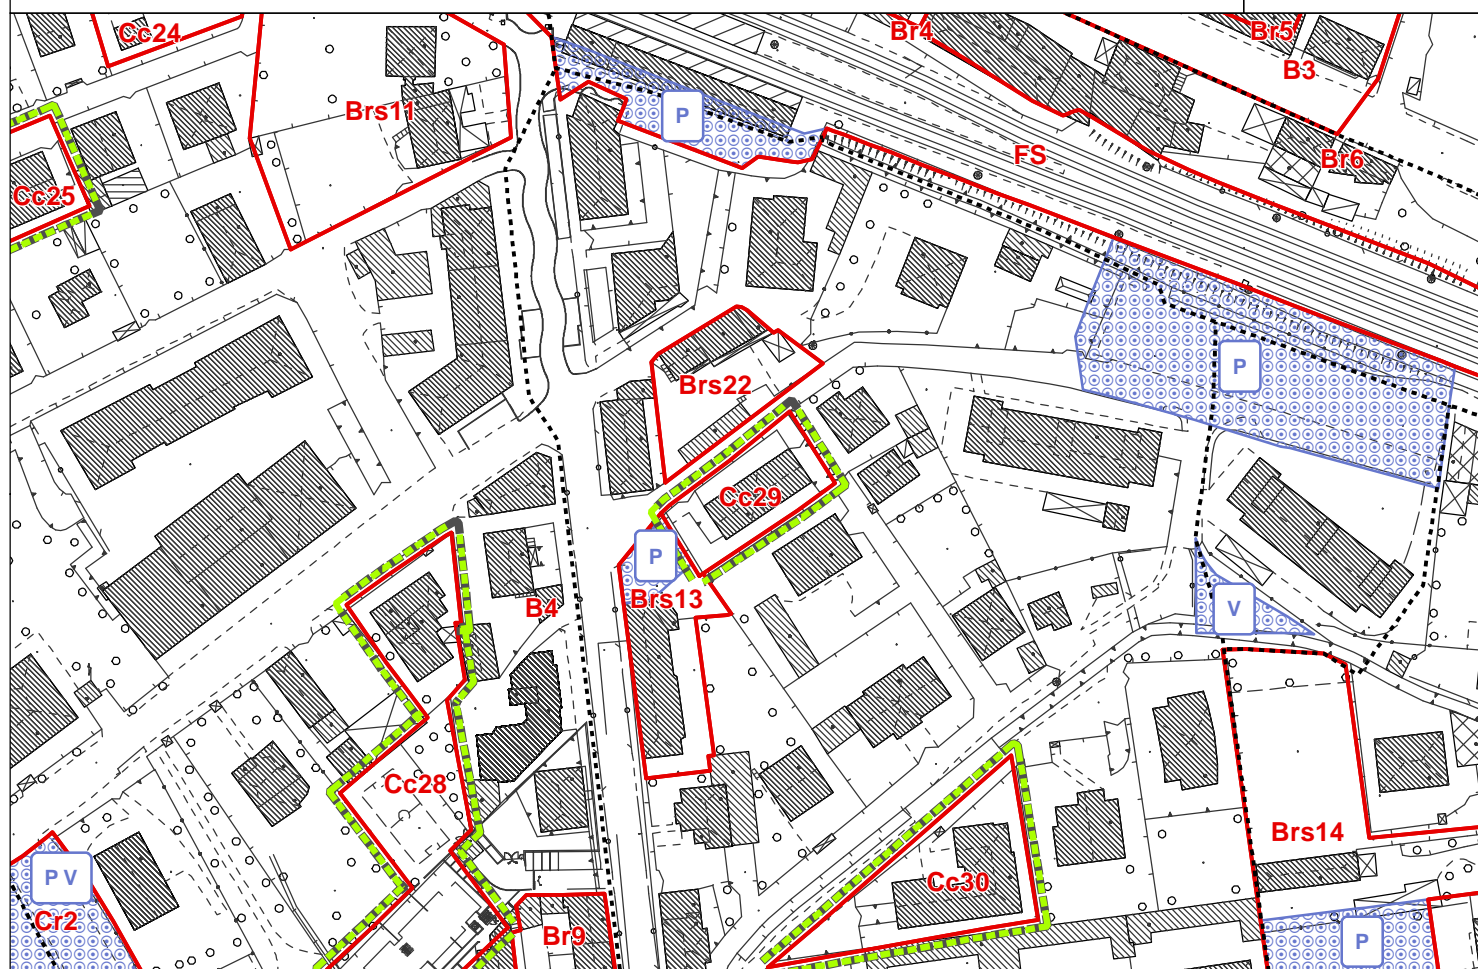 Cc24
Br4
Br5
B3
Brs11
P
FS
Br6
Cc25
P
Brs22
Cc29
P
Brs13
B4
V
Cc28
Brs14
P V
Cr2
Cc30
Br9
P